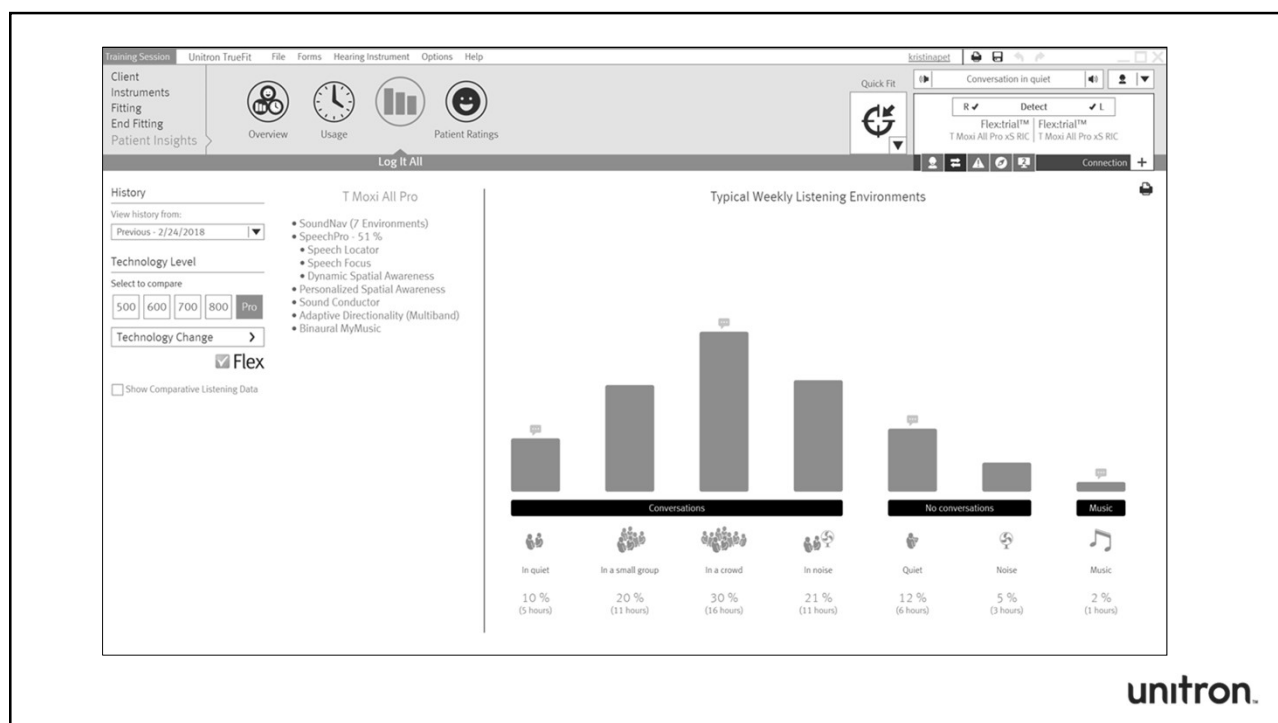 Training Session Unitron TrueFit File Forms Hearing Instrument Options Help kristinapet
Client
Instruments
Fitting
End Fitting
Patient Insights
Overview
Usage
Patient Ratings
Log It All
Quick Fit
Conversation in quiet
R ✔ Detect ✔ L
Flex:trial™ Flex:trial™
T Moxi All Pro xS RIC T Moxi All Pro xS RIC
Connection +
History
View history from:
Previous - 2/24/2018
Technology Level
Select to compare
500 600 700 800 Pro
Technology Change >
Flex
Show Comparative Listening Data
T Moxi All Pro
• SoundNav (7 Environments)
• SpeechPro - 51 %
• Speech Locator
• Speech Focus
• Dynamic Spatial Awareness
• Personalized Spatial Awareness
• Sound Conductor
• Adaptive Directionality (Multiband)
• Binaural MyMusic
Typical Weekly Listening Environments
Conversations No conversations Music
In quiet In a small group In a crowd In noise Quiet Noise Music
10 % 20 % 30 % 21 % 12 % 5 % 2 %
(5 hours) (11 hours) (16 hours) (11 hours) (6 hours) (3 hours) (1 hours)
unitron™